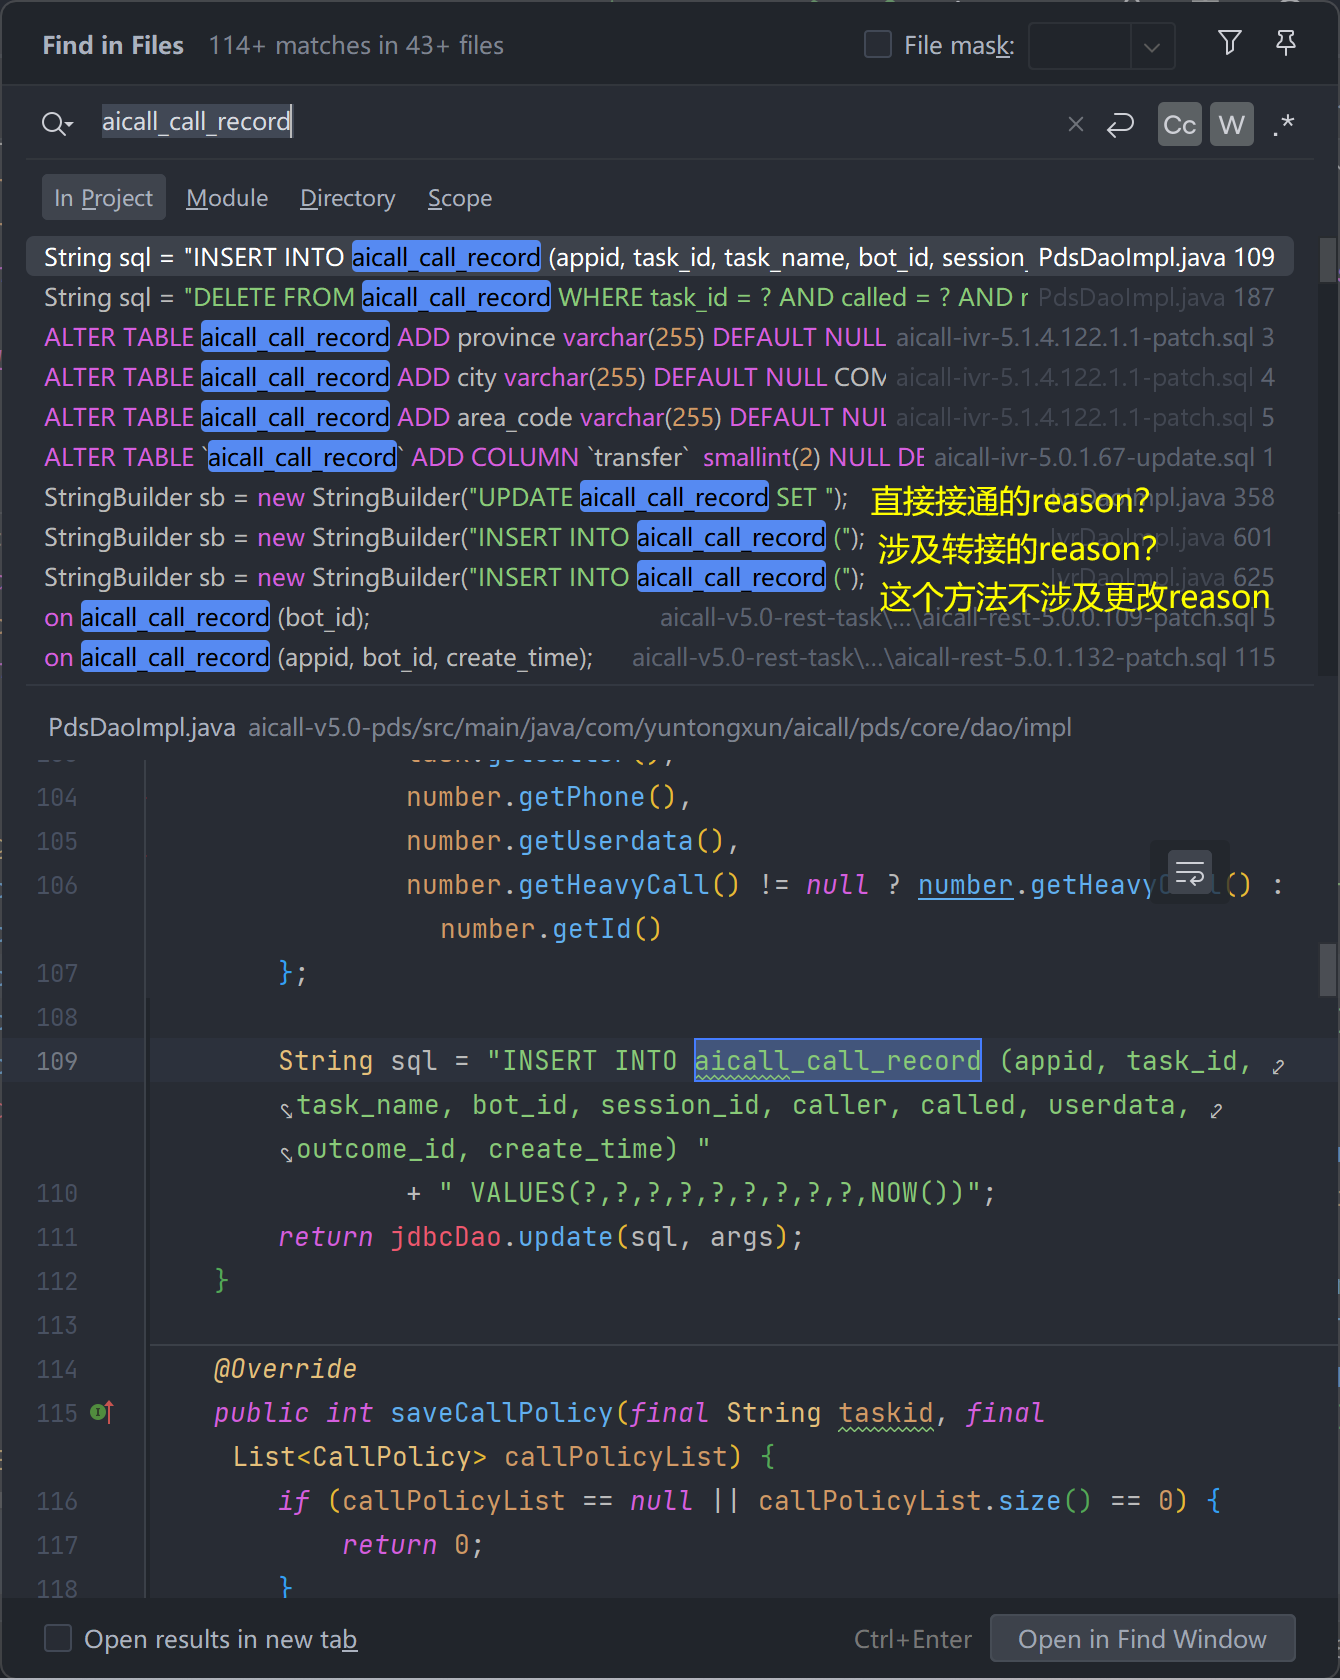 Find in Files 114+ matches in 43+ files File mask:
aicall_call_record Cc W .*
In Project Module Directory Scope
String sql = "INSERT INTO aicall_call_record (appid, task_id, task_name, bot_id, session_ PdsDaoImpl.java 109
String sql = "DELETE FROM aicall_call_record WHERE task_id = ? AND called = ? AND r PdsDaoImpl.java 187
ALTER TABLE aicall_call_record ADD province varchar(255) DEFAULT NULL aicall-ivr-5.1.4.122.1.1-patch.sql 3
ALTER TABLE aicall_call_record ADD city varchar(255) DEFAULT NULL COM aicall-ivr-5.1.4.122.1.1-patch.sql 4
ALTER TABLE aicall_call_record ADD area_code varchar(255) DEFAULT NUL aicall-ivr-5.1.4.122.1.1-patch.sql 5
ALTER TABLE `aicall_call_record` ADD COLUMN `transfer` smallint(2) NULL DE aicall-ivr-5.0.1.67-update.sql 1
StringBuilder sb = new StringBuilder("UPDATE aicall_call_record SET "); 直接接通的reason? IvrDaoImpl.java 358
StringBuilder sb = new StringBuilder("INSERT INTO aicall_call_record ("); 涉及转接的reason? IvrDaoImpl.java 601
StringBuilder sb = new StringBuilder("INSERT INTO aicall_call_record ("); IvrDaoImpl.java 625
这个方法不涉及更改reason
on aicall_call_record (bot_id); aicall-v5.0-rest-task\...\aicall-rest-5.0.0.109-patch.sql 5
on aicall_call_record (appid, bot_id, create_time); aicall-v5.0-rest-task\...\aicall-rest-5.0.1.132-patch.sql 115
PdsDaoImpl.java aicall-v5.0-pds/src/main/java/com/yuntongxun/aicall/pds/core/dao/impl
104 number.getPhone(),
105 number.getUserdata(),
106 number.getHeavyCall() != null ? number.getHeavyCall() :
number.getId()
107 };
108
109 String sql = "INSERT INTO aicall_call_record (appid, task_id,
task_name, bot_id, session_id, caller, called, userdata,
outcome_id, create_time) "
110 + " VALUES(?,?,?,?,?,?,?,?,?,NOW())";
111 return jdbcDao.update(sql, args);
112 }
113
114 @Override
115 public int saveCallPolicy(final String taskid, final
List<CallPolicy> callPolicyList) {
116 if (callPolicyList == null || callPolicyList.size() == 0) {
117 return 0;
118 }
Open results in new tab Ctrl+Enter Open in Find Window